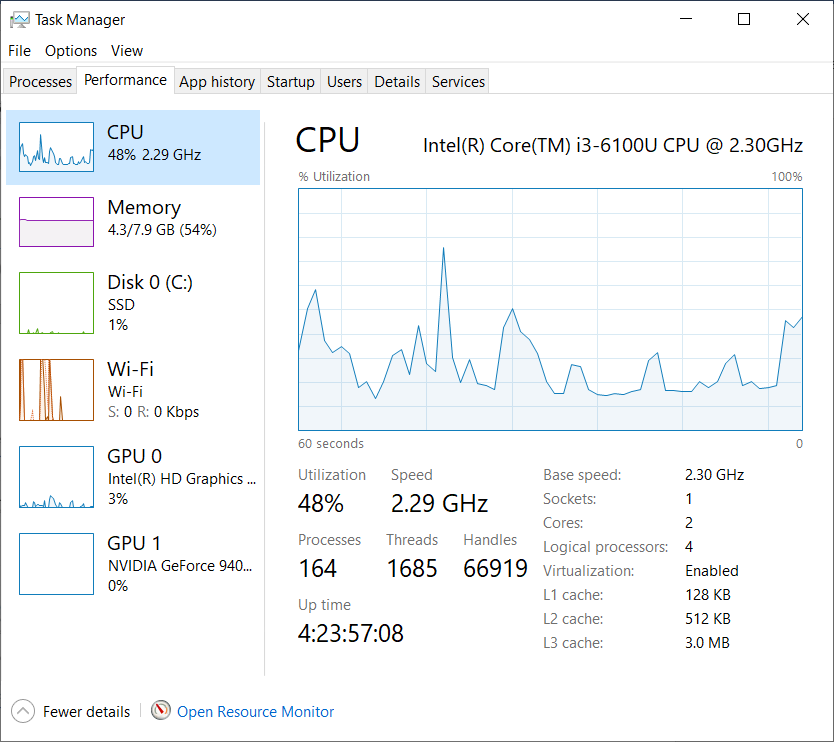 Task Manager
File Options View
Processes Performance App history Startup Users Details Services
CPU
48% 2.29 GHz
Memory
4.3/7.9 GB (54%)
Disk 0 (C:)
SSD
1%
Wi-Fi
Wi-Fi
S: 0 R: 0 Kbps
GPU 0
Intel(R) HD Graphics ...
3%
GPU 1
NVIDIA GeForce 940...
0%
CPU Intel(R) Core(TM) i3-6100U CPU @ 2.30GHz
% Utilization 100%
60 seconds 0
Utilization Speed
48% 2.29 GHz
Processes Threads Handles
164 1685 66919
Up time
4:23:57:08
Base speed: 2.30 GHz
Sockets: 1
Cores: 2
Logical processors: 4
Virtualization: Enabled
L1 cache: 128 KB
L2 cache: 512 KB
L3 cache: 3.0 MB
Fewer details Open Resource Monitor